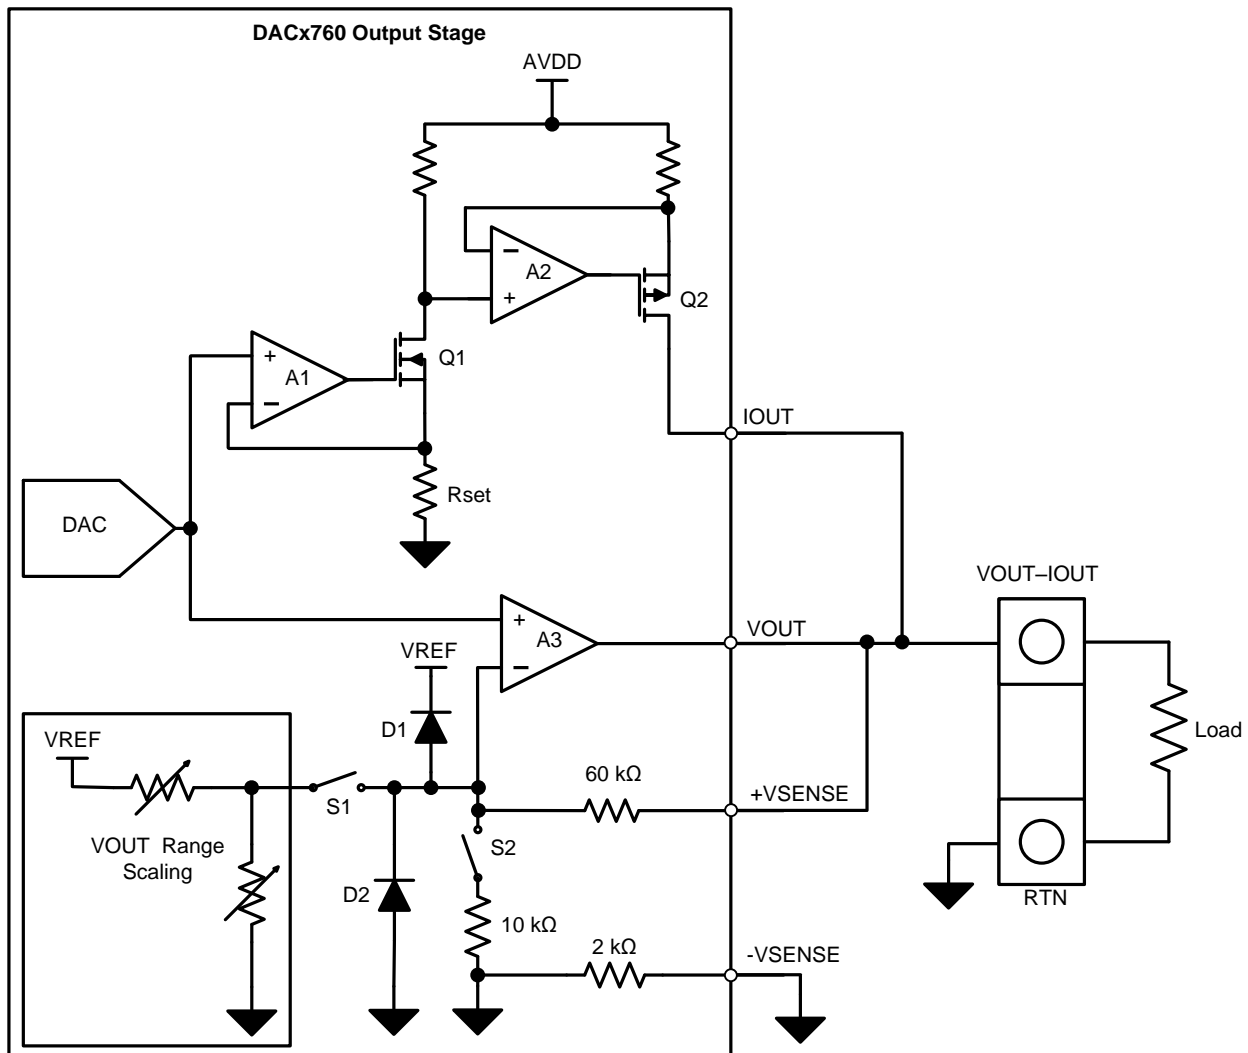 DACx760 Output Stage
AVDD
A2
Q2
+
Q1
+
A1
IOUT
Rset
DAC
VOUT–IOUT
+
A3
VOUT
VREF
D1
VREF
Load
60 kΩ
+VSENSE
S1
S2
VOUT Range
Scaling
D2
RTN
10 kΩ
2 kΩ
-VSENSE